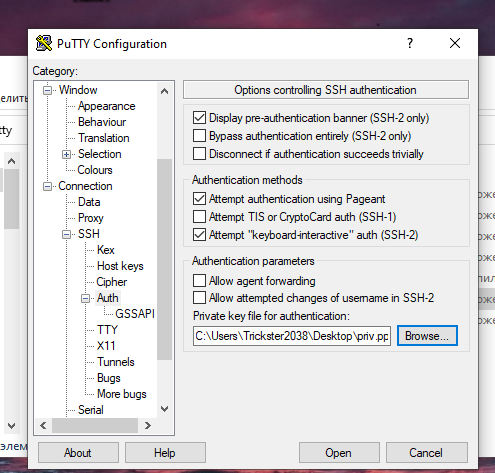 PuTTY Configuration
?
Category:
Window
Appearance
Behaviour
Translation
Selection
Colours
Connection
Data
Proxy
SSH
Kex
Host keys
Cipher
Auth
GSSAPI
TTY
X11
Tunnels
Bugs
More bugs
Serial
Options controlling SSH authentication
Display pre-authentication banner (SSH-2 only)
Bypass authentication entirely (SSH-2 only)
Disconnect if authentication succeeds trivially
Authentication methods
Attempt authentication using Pageant
Attempt TIS or CryptoCard auth (SSH-1)
Attempt "keyboard-interactive" auth (SSH-2)
Authentication parameters
Allow agent forwarding
Allow attempted changes of username in SSH-2
Private key file for authentication:
C:\Users\Trickster2038\Desktop\priv.pp
Browse...
About
Help
Open
Cancel